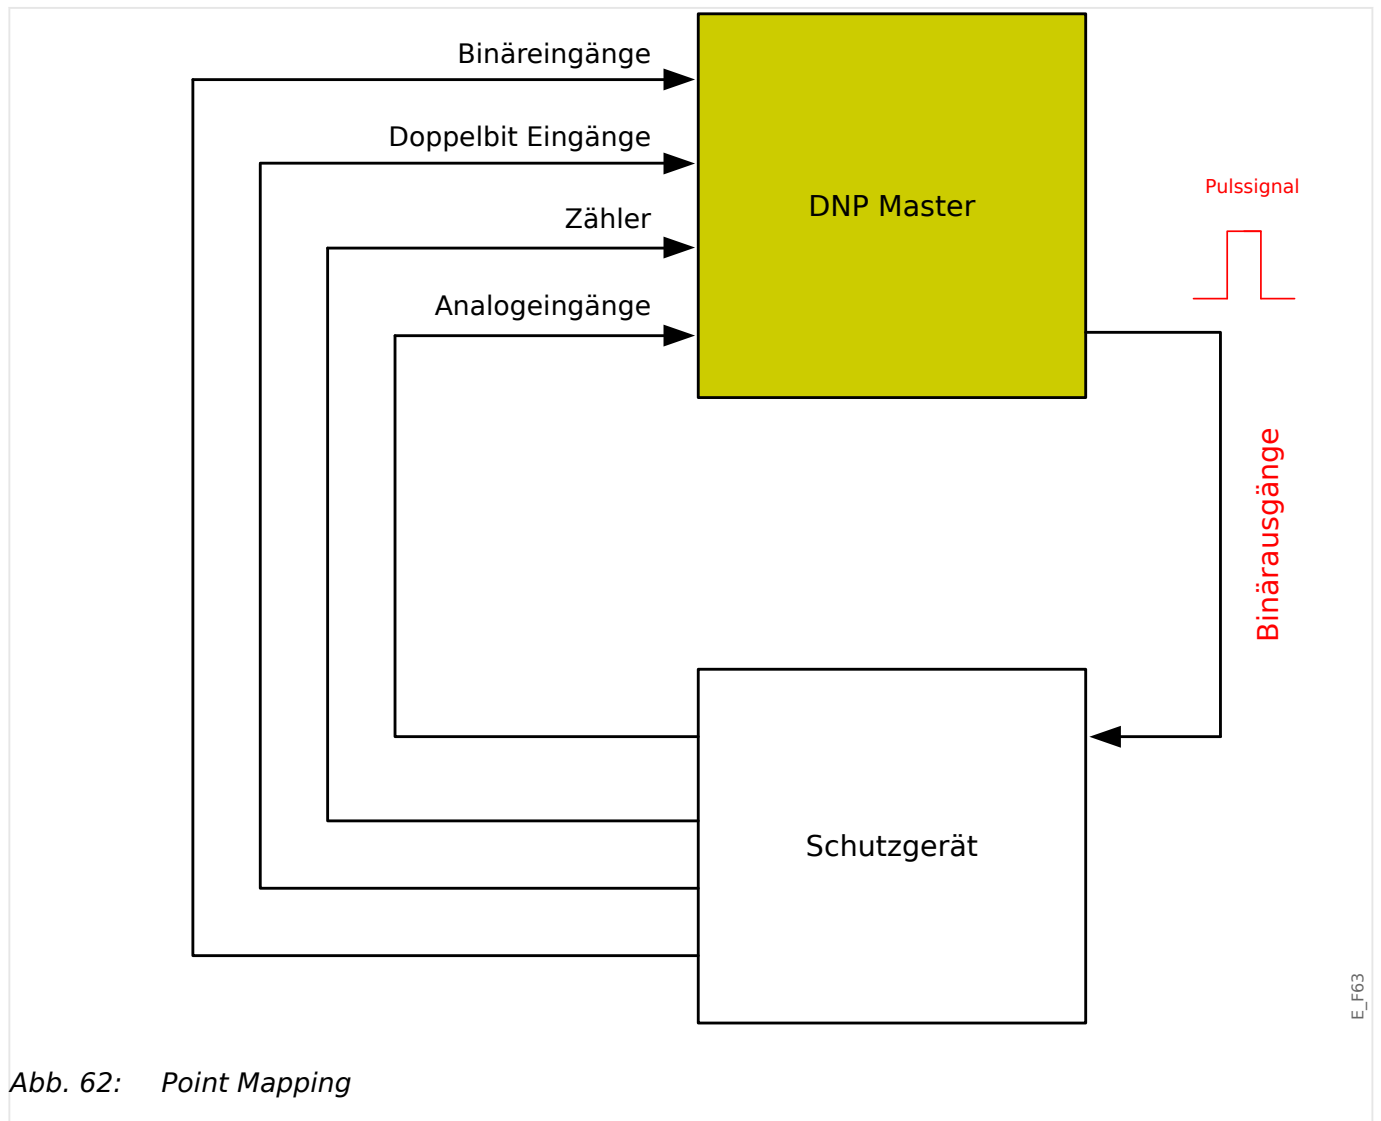 Binäreingänge
Doppelbit Eingänge
Zähler
Analogeingänge
DNP Master
Pulssignal
Binärausgänge
Schutzgerät
E_F63
Abb. 62: Point Mapping